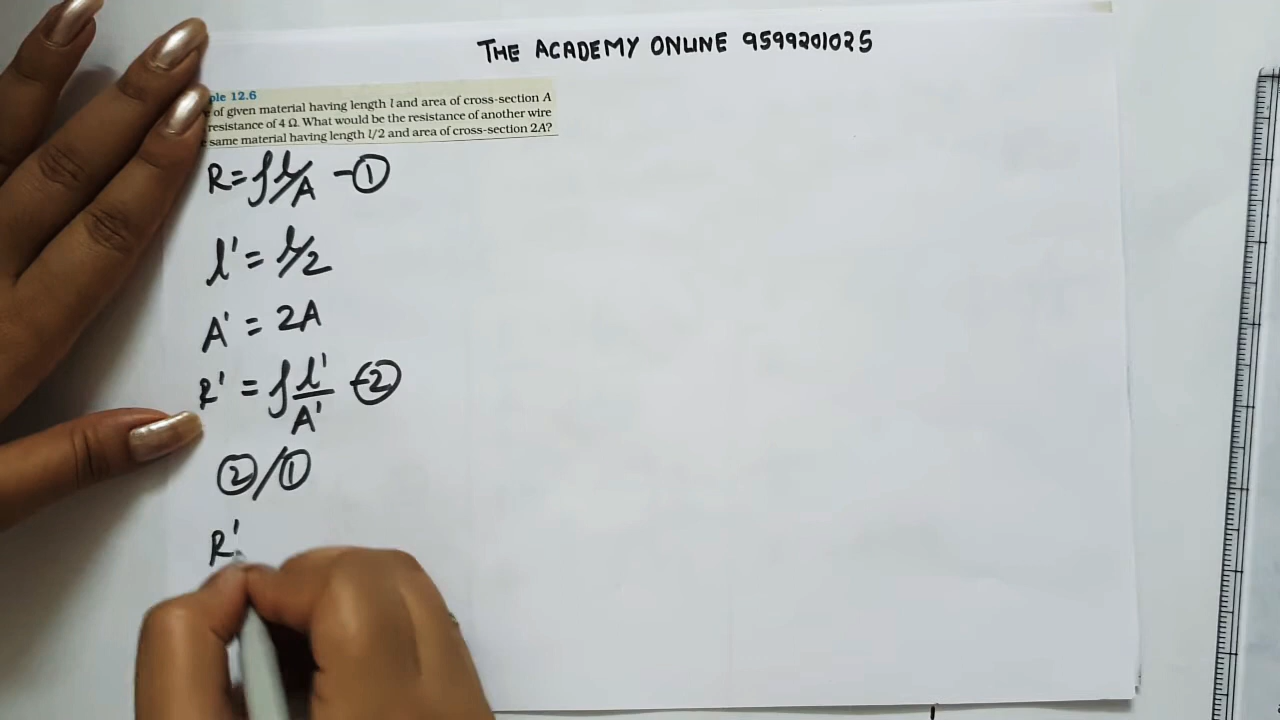 THE ACADEMY ONLINE 9599201025
ple 12.6
of given material having length l and area of cross-section A
resistance of 4 Ω. What would be the resistance of another wire
same material having length l/2 and area of cross-section 2A?
R=ρl/A -①
l' = l/2
A' = 2A
R' = ρ l'/A' -②
②/①
R'